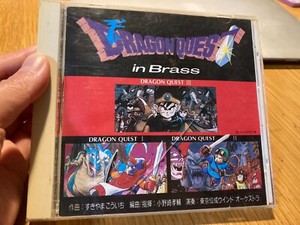 DRAGON QUEST
in Brass
DRAGON QUEST III
DRAGON QUEST I
DRAGON QUEST II
作曲：すぎやまこういち 編曲/指揮：小野崎孝輔 演奏：東京佼成ウインド オーケストラ